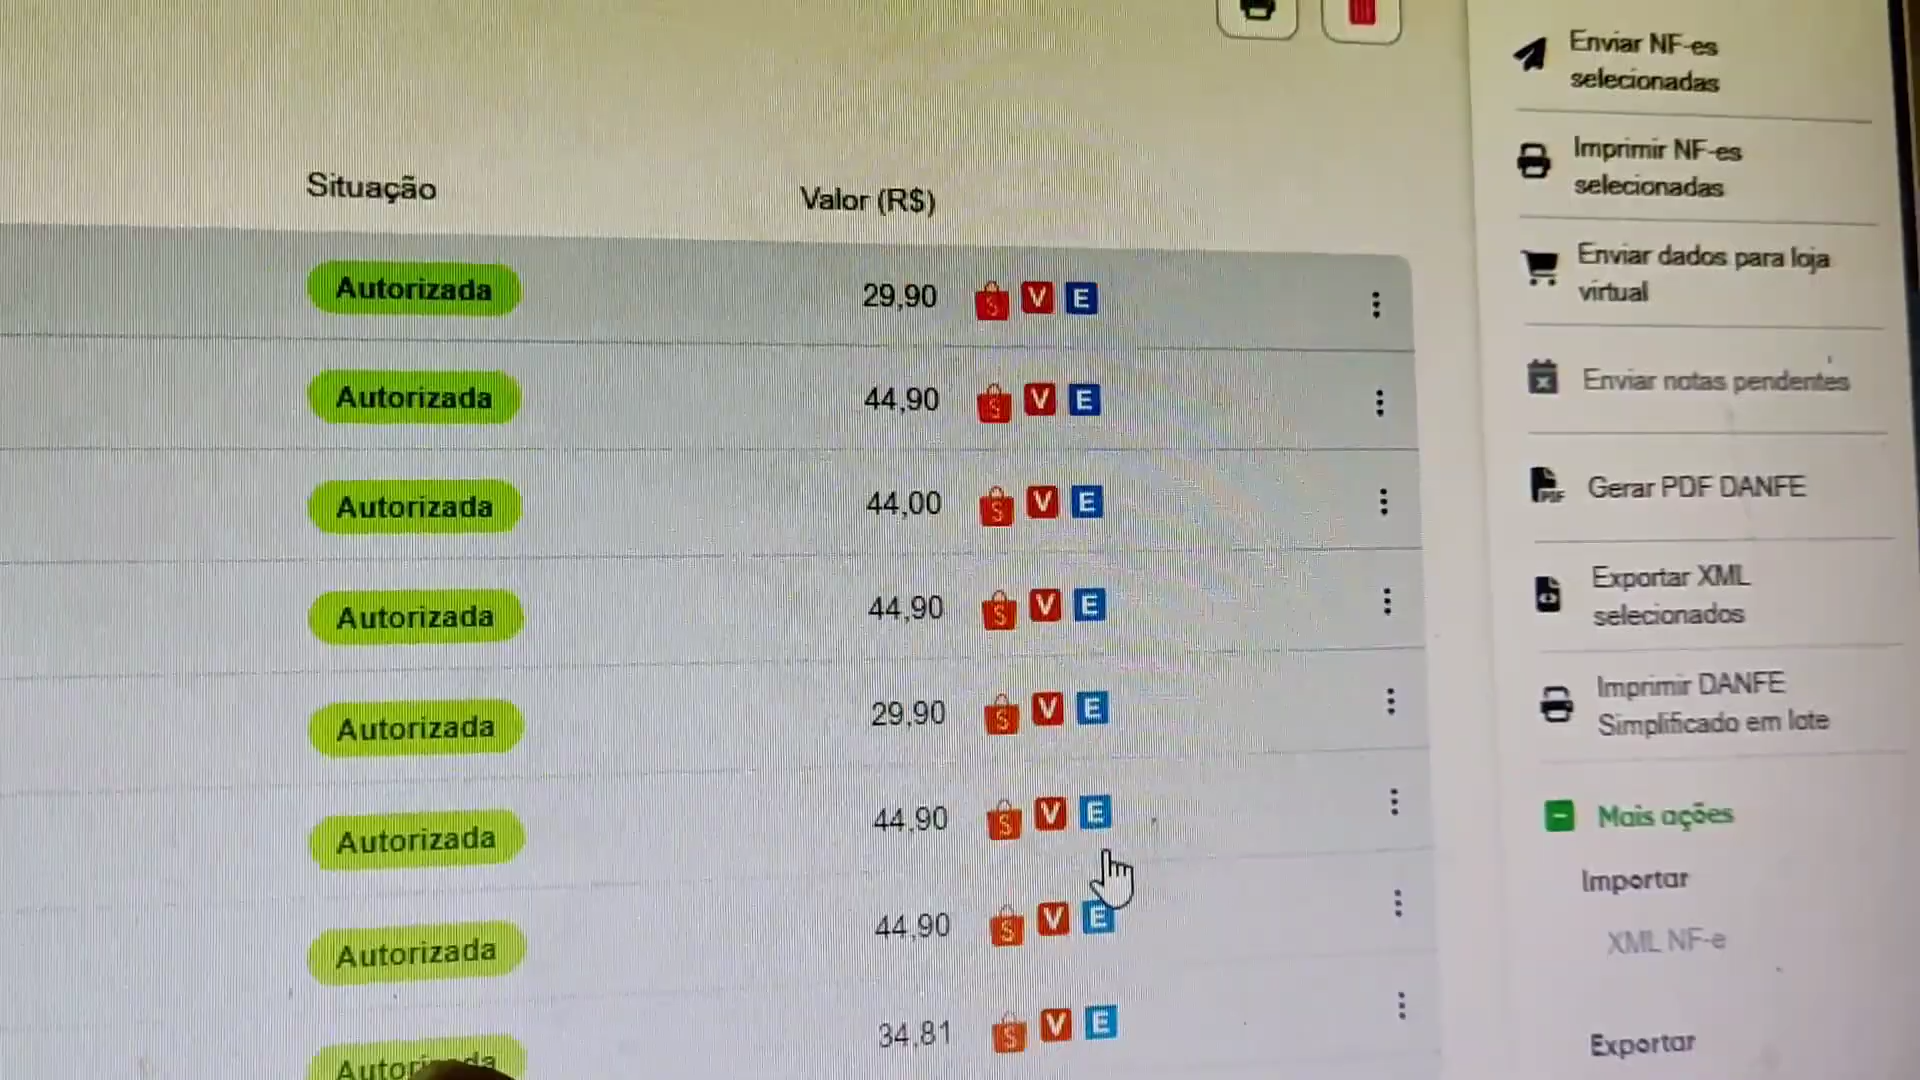 Situação
Valor (R$)
Autorizada
29,90
S V E
Autorizada
44,90
S V E
Autorizada
44,00
S V E
Autorizada
44,90
S V E
Autorizada
29,90
S V E
Autorizada
44,90
S V E
Autorizada
44,90
S V E
34,81
S V E
Enviar NF-es
selecionadas
Imprimir NF-es
selecionadas
Enviar dados para loja
virtual
Enviar notas pendentes
PDF
Gerar PDF DANFE
Exportar XML
selecionados
Imprimir DANFE
Simplificado em lote
Mais ações
Importar
XML NF-e
Exportar